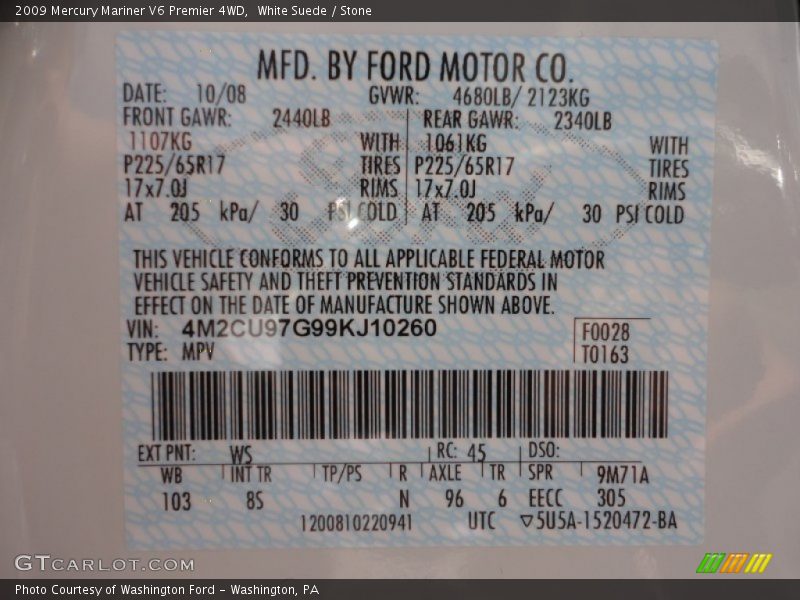 2009 Mercury Mariner V6 Premier 4WD,  White Suede / Stone
MFD. BY FORD MOTOR CO.
DATE: 10/08 GVWR: 4680LB/ 2123KG
FRONT GAWR: 2440LB REAR GAWR: 2340LB
1107KG WITH 1061KG WITH
P225/65R17 TIRES P225/65R17 TIRES
17x7.0J RIMS 17x7.0J RIMS
AT 205 kPa/ 30 PSI COLD AT 205 kPa/ 30 PSI COLD
THIS VEHICLE CONFORMS TO ALL APPLICABLE FEDERAL MOTOR
VEHICLE SAFETY AND THEFT PREVENTION STANDARDS IN
EFFECT ON THE DATE OF MANUFACTURE SHOWN ABOVE.
VIN: 4M2CU97G99KJ10260 F0028
TYPE: MPV T0163
EXT PNT: WS RC: 45 DSO:
WB INT TR TP/PS R AXLE TR SPR 9M71A
103 8S N 96 6 EECC 305
1200810220941 UTC ▽5U5A-1520472-BA
GTCARLOT.COM
Photo Courtesy of Washington Ford - Washington, PA